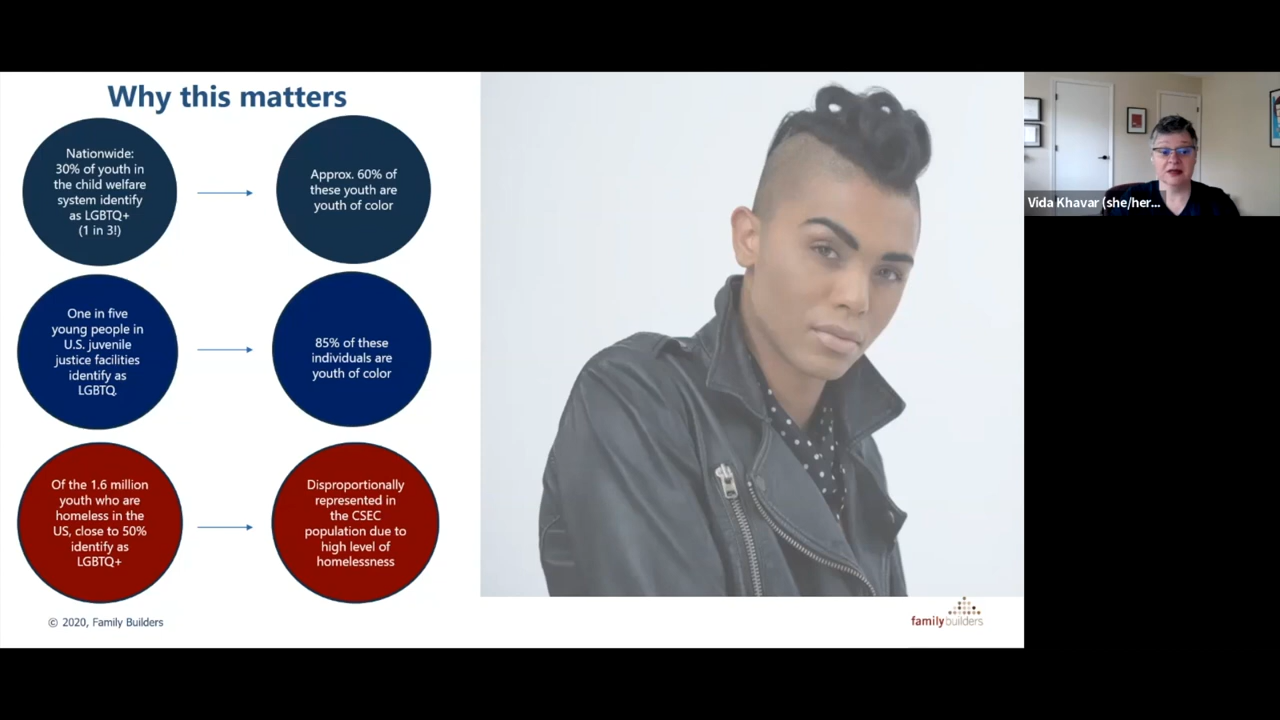 Why this matters
Nationwide:
30% of youth in
the child welfare
system identify
as LGBTQ+
(1 in 3!)
Approx. 60% of
these youth are
youth of color
One in five
young people in
U.S. juvenile
justice facilities
identify as
LGBTQ.
85% of these
individuals are
youth of color
Of the 1.6 million
youth who are
homeless in the
US, close to 50%
identify as
LGBTQ+
Disproportionally
represented in
the CSEC
population due to
high level of
homelessness
© 2020, Family Builders
familybuilders
Vida Khavar (she/her...